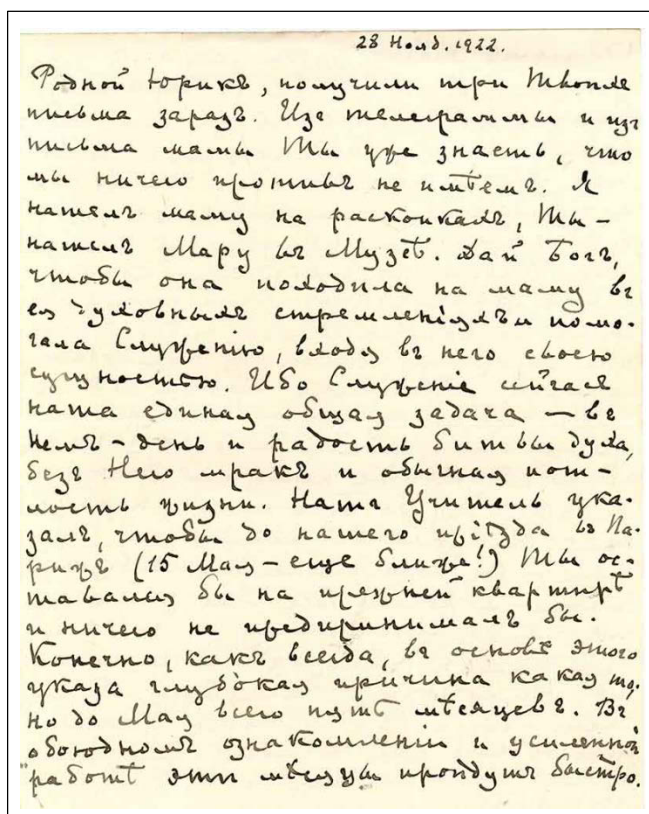 28 Нояб. 1922.
Родной Юрикъ, получили три Твоихъ
письма заразъ. Изъ телеграммы и изъ
письма мамы Ты уже знаешь, что
мы ничего противъ не имѣемъ. Я
нашелъ маму на раскопкахъ, Ты –
нашелъ Мару въ Музеѣ. Дай Богъ,
чтобы она походила на маму въ
ея духовныхъ стремленіяхъ и помо-
гала Служенію, входя въ него своею
сущностью. Ибо Служеніе сейчасъ
наша единая общая задача — въ
Немъ – день и радость битвы духа,
безъ Него мракъ и обычная пош-
лость жизни. Нашъ Учитель ука-
залъ, чтобы до нашего пріѣзда въ Па-
рижъ (15 Мая – еще ближе!) Ты ос-
тавался бы на прежней квартирѣ
и ничего не предпринималъ бы.
Конечно, какъ всегда, въ основѣ этого
указа глубокая причина какая то,
но до Мая всего пять мѣсяцевъ. Въ
обоюдномъ ознакомленіи и усиленной
работѣ эти мѣсяцы пройдутъ быстро.